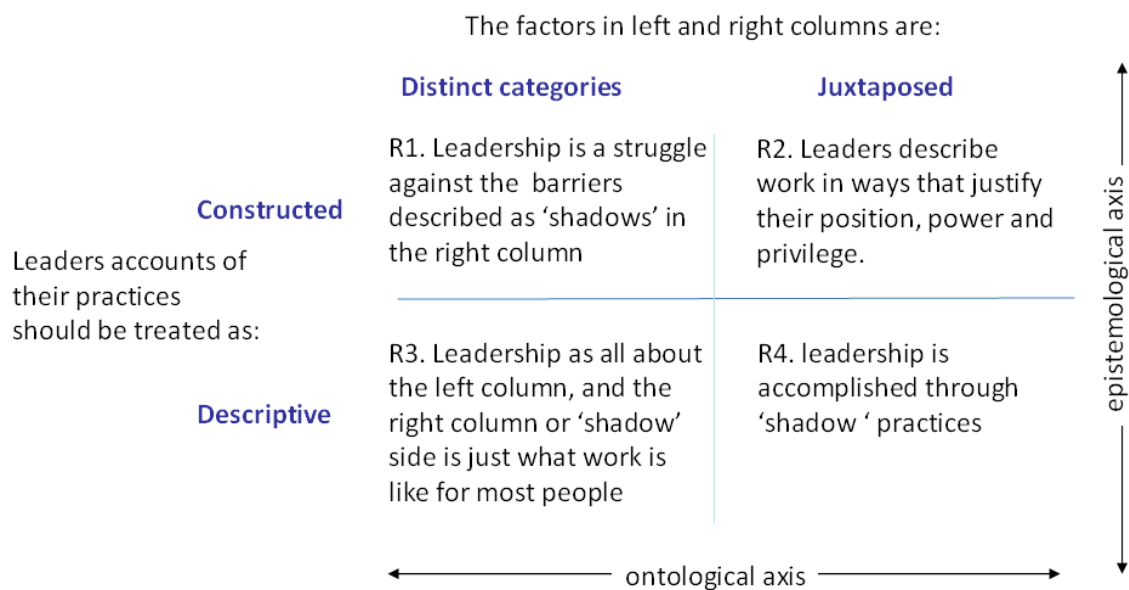 The factors in left and right columns are:
Distinct categories
Juxtaposed
Constructed
R1. Leadership is a struggle
against the barriers
described as ‘shadows’ in
the right column
R2. Leaders describe
work in ways that justify
their position, power and
privilege.
Leaders accounts of
their practices
should be treated as:
Descriptive
R3. Leadership as all about
the left column, and the
right column or ‘shadow’
side is just what work is
like for most people
R4. leadership is
accomplished through
‘shadow ‘ practices
epistemological axis
ontological axis